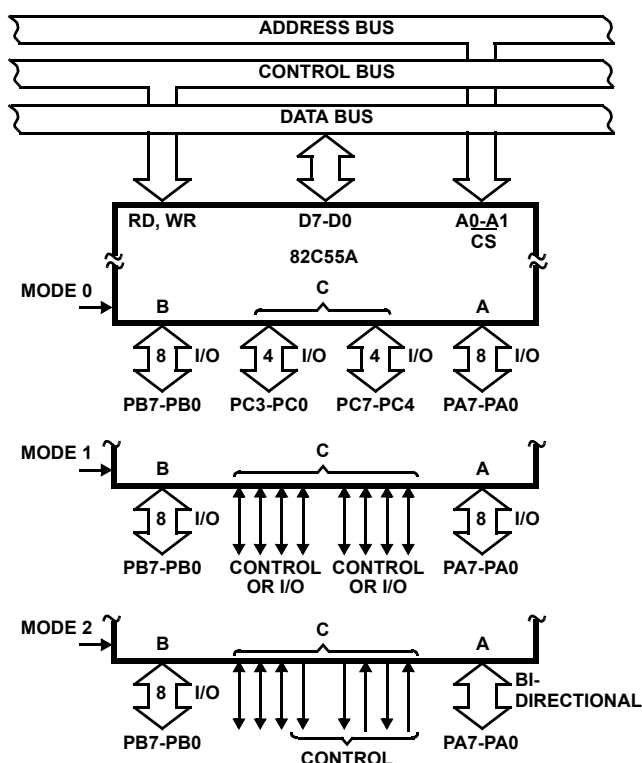 ADDRESS BUS
CONTROL BUS
DATA BUS
RD, WR D7-D0 A0-A1
CS
82C55A
MODE 0
B C A
8 I/O 4 I/O 4 I/O 8 I/O
PB7-PB0 PC3-PC0 PC7-PC4 PA7-PA0
MODE 1
B C A
8 I/O 8 I/O
PB7-PB0 CONTROL CONTROL PA7-PA0
OR I/O OR I/O
MODE 2
B C A
8 I/O BI-
DIRECTIONAL
PB7-PB0 PA7-PA0
CONTROL